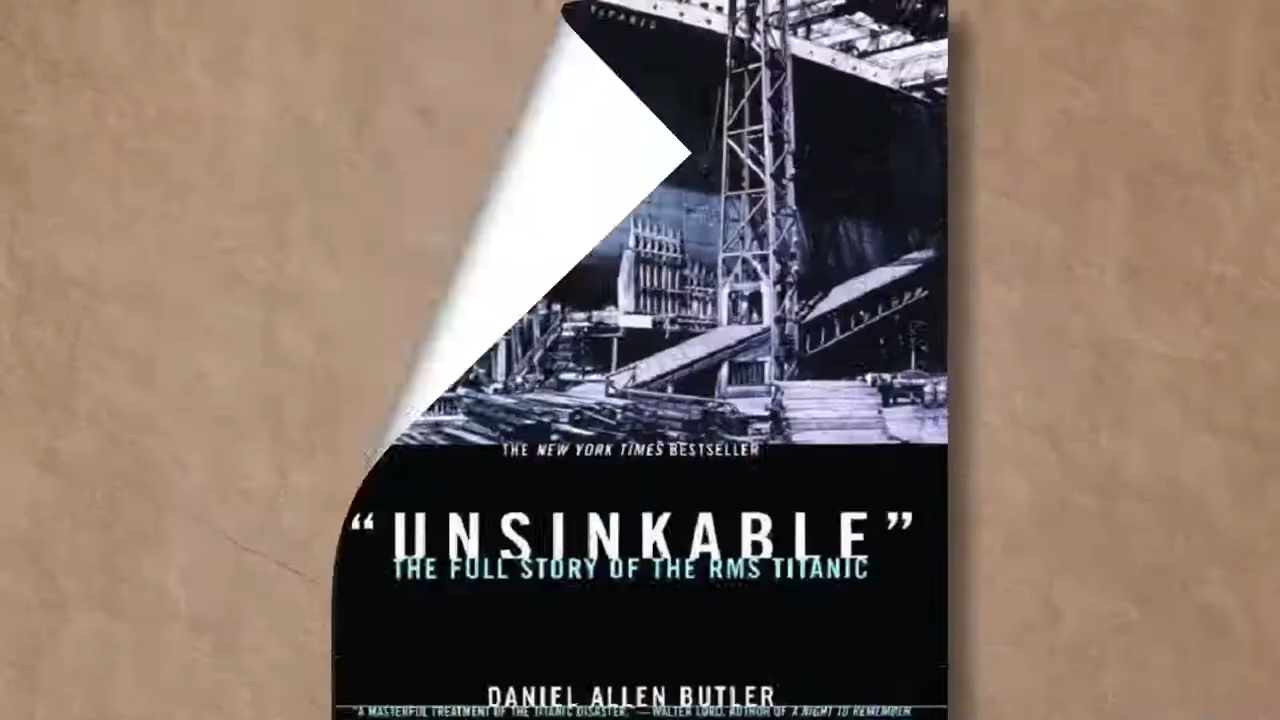 TITANIC
THE NEW YORK TIMES BESTSELLER
“UNSINKABLE”
THE FULL STORY OF THE RMS TITANIC
DANIEL ALLEN BUTLER
"A MASTERFUL TREATMENT OF THE TITANIC DISASTER." —WALTER LORD, AUTHOR OF A NIGHT TO REMEMBER